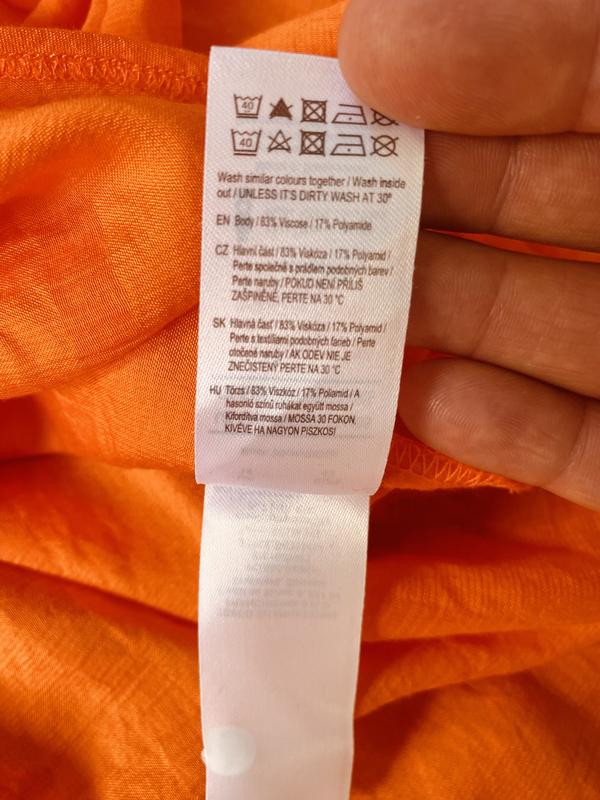 40
40
Wash similar colours together / Wash inside
out / UNLESS IT'S DIRTY WASH AT 30º
EN Body / 83% Viscose / 17% Polyamide
CZ Hlavní část / 83% Viskóza / 17% Polyamid /
Perte společně s prádlem podobných barev /
Perte naruby / POKUD NENÍ PŘÍLIŠ
ZAŠPINĚNÉ, PERTE NA 30 °C
SK Hlavná časť / 83% Viskóza / 17% Polyamid /
Perte s textíliami podobných farieb / Perte
otočené naruby / AK ODEV NIE JE
ZNEČISTENÝ PERTE NA 30 °C
HU Törzs / 83% Viszkóz / 17% Poliamid / A
hasonló színű ruhákat együtt mossa /
Kifordítva mossa / MOSSA 30 FOKON,
KIVÉVE HA NAGYON PISZKOS!